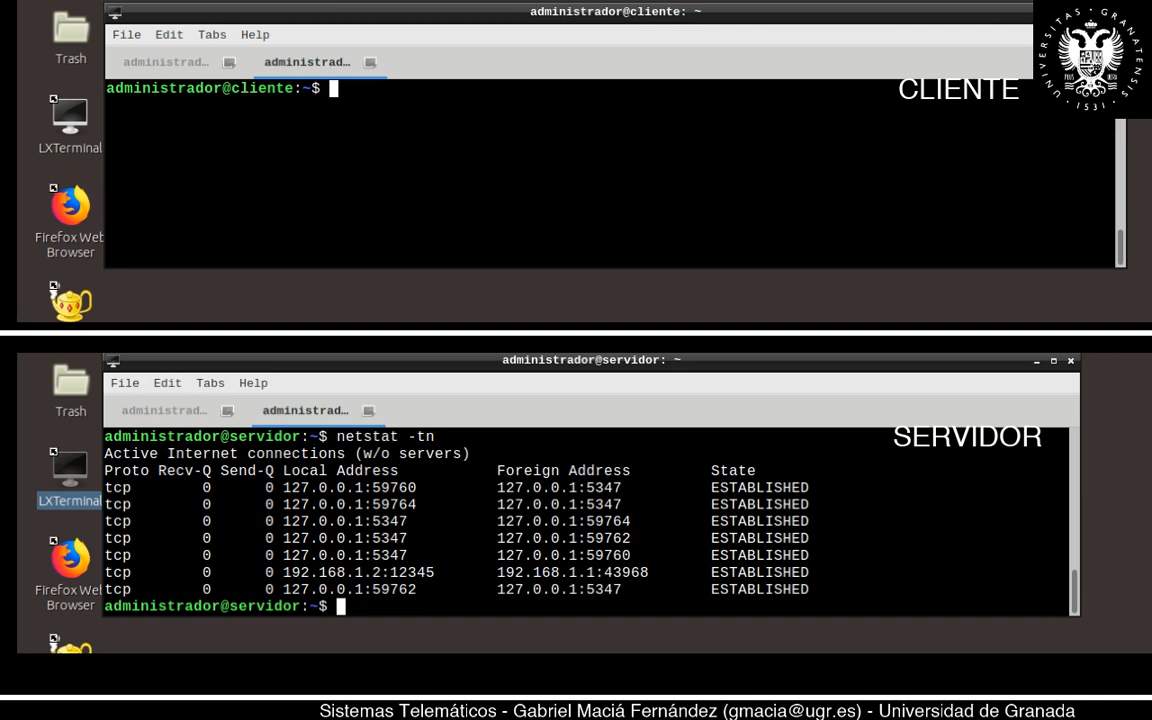 administrador@cliente: ~
File Edit Tabs Help
administrad... administrad...
administrador@cliente:~$
CLIENTE
UNIVERSITAS GRANATENSIS 1531
Trash
LXTerminal
Firefox Web
Browser
administrador@servidor: ~
File Edit Tabs Help
administrad... administrad...
SERVIDOR
administrador@servidor:~$ netstat -tn
Active Internet connections (w/o servers)
Proto Recv-Q Send-Q Local Address Foreign Address State
tcp 0 0 127.0.0.1:59760 127.0.0.1:5347 ESTABLISHED
tcp 0 0 127.0.0.1:59764 127.0.0.1:5347 ESTABLISHED
tcp 0 0 127.0.0.1:5347 127.0.0.1:59764 ESTABLISHED
tcp 0 0 127.0.0.1:5347 127.0.0.1:59762 ESTABLISHED
tcp 0 0 127.0.0.1:5347 127.0.0.1:59760 ESTABLISHED
tcp 0 0 192.168.1.2:12345 192.168.1.1:43968 ESTABLISHED
tcp 0 0 127.0.0.1:59762 127.0.0.1:5347 ESTABLISHED
administrador@servidor:~$
Trash
LXTerminal
Firefox Web
Browser
Sistemas Telemáticos - Gabriel Maciá Fernández (gmacia@ugr.es) - Universidad de Granada